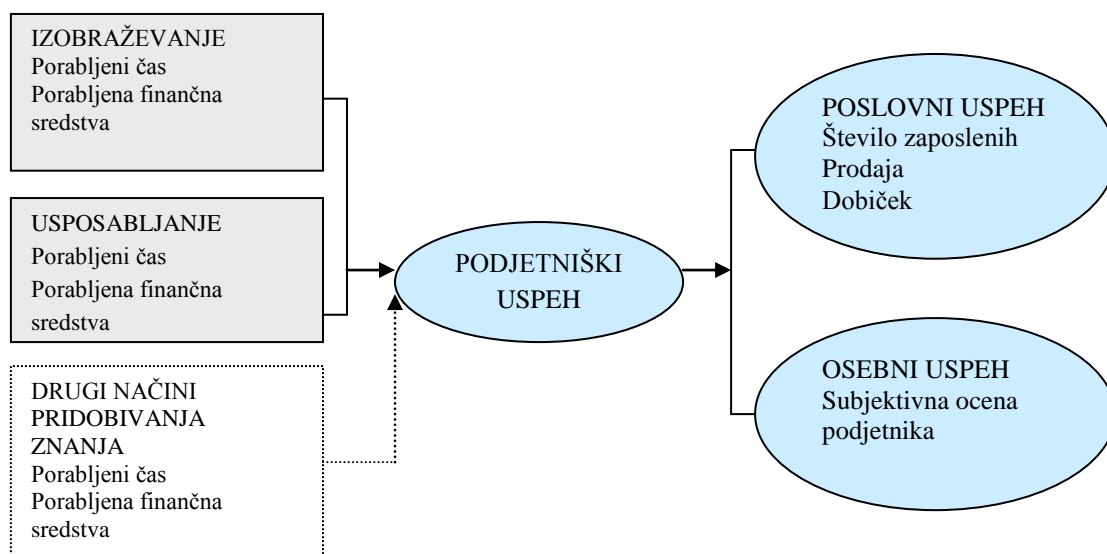 IZOBRAŽEVANJE
Porabljeni čas
Porabljena finančna
sredstva
USPOSABLJANJE
Porabljeni čas
Porabljena finančna
sredstva
DRUGI NAČINI
PRIDOBIVANJA
ZNANJA
Porabljeni čas
Porabljena finančna
sredstva
PODJETNIŠKI
USPEH
POSLOVNI USPEH
Število zaposlenih
Prodaja
Dobiček
OSEBNI USPEH
Subjektivna ocena
podjetnika